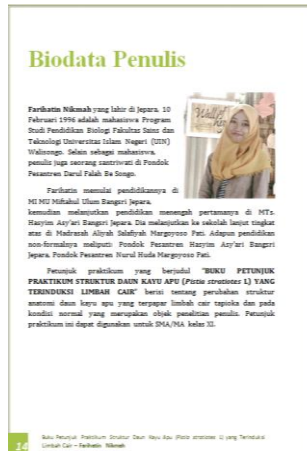 Biodata Penulis
Farihatin Nikmah yang lahir di Jepara, 10
Februari 1996 adalah mahasiswa Program
Studi Pendidikan Biologi Fakultas Sains dan
Teknologi Universitas Islam Negeri (UIN)
Walisongo. Selain sebagai mahasiswa,
penulis juga seorang santriwati di Pondok
Pesantren Darul Falah Be Songo.
Farihatin memulai pendidikannya di
MI MU Miftahul Ulum Bangsri Jepara,
kemudian melanjutkan pendidikan menengah pertamanya di MTs.
Hasyim Asy'ari Bangsri Jepara. Dia melanjutkan ke sekolah lanjut tingkat
atas di Madrasah Aliyah Salafiyah Margoyoso Pati. Adapun pendidikan
non-formalnya meliputi: Pondok Pesantren Hasyim Asy'ari Bangsri
Jepara, Pondok Pesantren Nurul Huda Margoyoso Pati.
Petunjuk praktikum yang berjudul "BUKU PETUNJUK
PRAKTIKUM STRUKTUR DAUN KAYU APU (Pistia stratiotes L) YANG
TERINDUKSI LIMBAH CAIR" berisi tentang perubahan struktur
anatomi daun kayu apu yang terpapar limbah cair tapioka dan pada
kondisi normal yang merupakan objek penelitian penulis. Petunjuk
praktikum ini dapat digunakan untuk SMA/MA kelas XI.
14
Buku Petunjuk Praktikum Struktur Daun Kayu Apu (Pistia stratiotes L) yang Terinduksi
Limbah Cair – Farihatin Nikmah